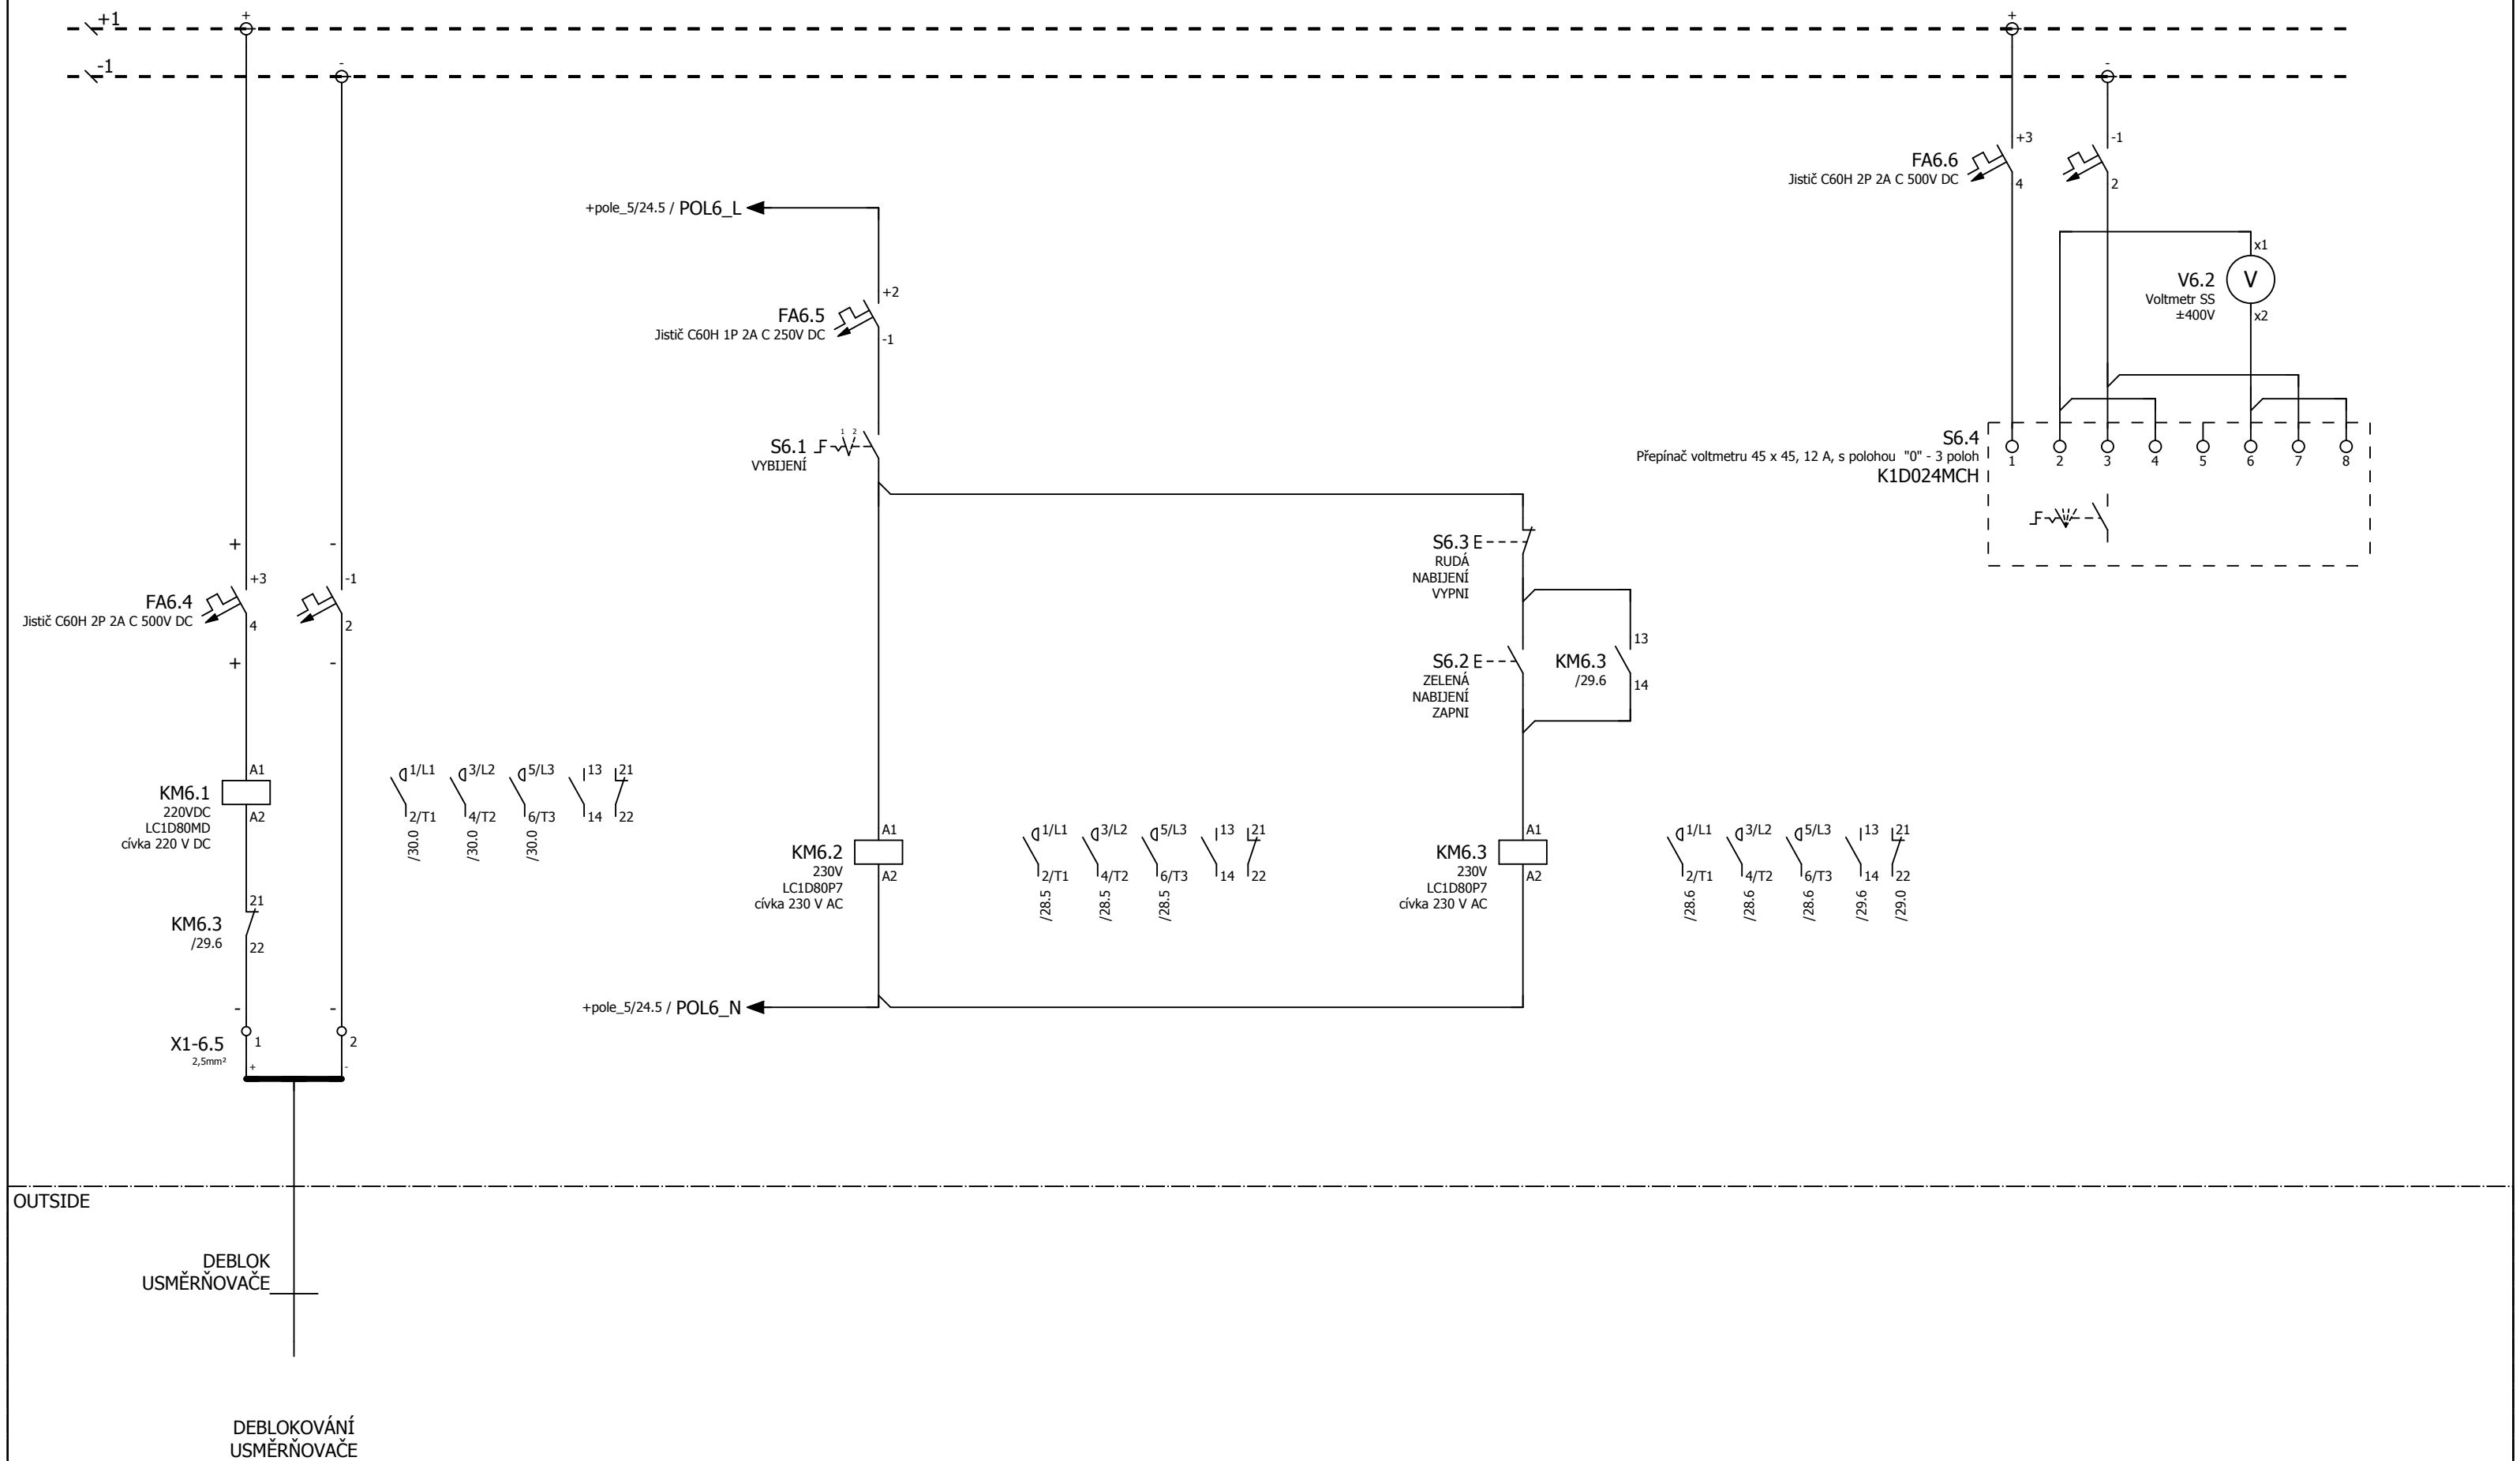 +1
+
-1
-
+
-
+3
FA6.6
Jistič C60H 2P 2A C 500V DC
4
-1
2
+pole_5/24.5 / POL6_L
x1
V6.2
V
Voltmetr SS
±400V
x2
+2
FA6.5
Jistič C60H 1P 2A C 250V DC
-1
1 2
S6.1
VYBIJENÍ
S6.4
Přepínač voltmetru 45 x 45, 12 A, s polohou "0" - 3 poloh
K1D024MCH
1 2 3 4 5 6 7 8
S6.3 E
RUDÁ
NABIJENÍ
VYPNI
+ -
+3 -1
FA6.4
Jistič C60H 2P 2A C 500V DC
4 2
+ -
S6.2 E
ZELENÁ
NABIJENÍ
ZAPNI
13
KM6.3
/29.6
14
A1
KM6.1
220VDC
LC1D80MD
cívka 220 V DC
A2
1/L1 3/L2 5/L3 13 21
2/T1 4/T2 6/T3 14 22
/30.0 /30.0 /30.0
A1
KM6.2
230V
LC1D80P7
cívka 230 V AC
A2
1/L1 3/L2 5/L3 13 21
2/T1 4/T2 6/T3 14 22
/28.5 /28.5 /28.5
A1
KM6.3
230V
LC1D80P7
cívka 230 V AC
A2
1/L1 3/L2 5/L3 13 21
2/T1 4/T2 6/T3 14 22
/28.6 /28.6 /28.6 /29.6 /29.0
21
KM6.3
/29.6
22
- -
+pole_5/24.5 / POL6_N
X1-6.5
2,5mm²
1 2
+ -
OUTSIDE
DEBLOK
USMĚRŇOVAČE
DEBLOKOVÁNÍ
USMĚRŇOVAČE